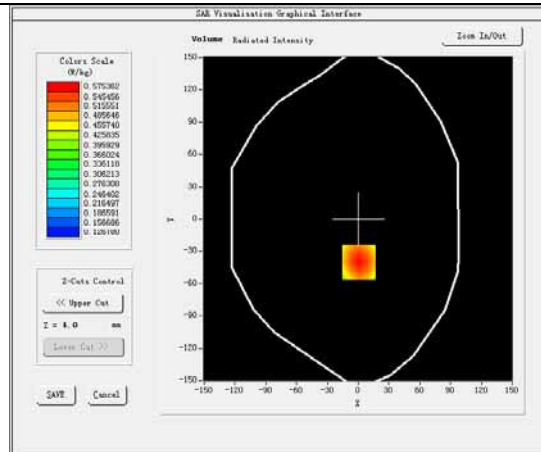 SAR Visualisation Graphical Interface
Volume Radiated Intensity
Zoom In/Out
Colors Scale
(W/kg)
0.575362
0.545456
0.515551
0.485646
0.455740
0.425835
0.395929
0.366024
0.336118
0.306213
0.276308
0.246402
0.216497
0.186591
0.156686
0.126780
150
120
90
60
30
Y
0
-30
-60
-90
-120
-150
-150 -120 -90 -60 -30 0 30 60 90 120 150
X
Z-Cuts Control
<< Upper Cut
Z = 4.0 mm
Lower Cut >>
SAVE Cancel